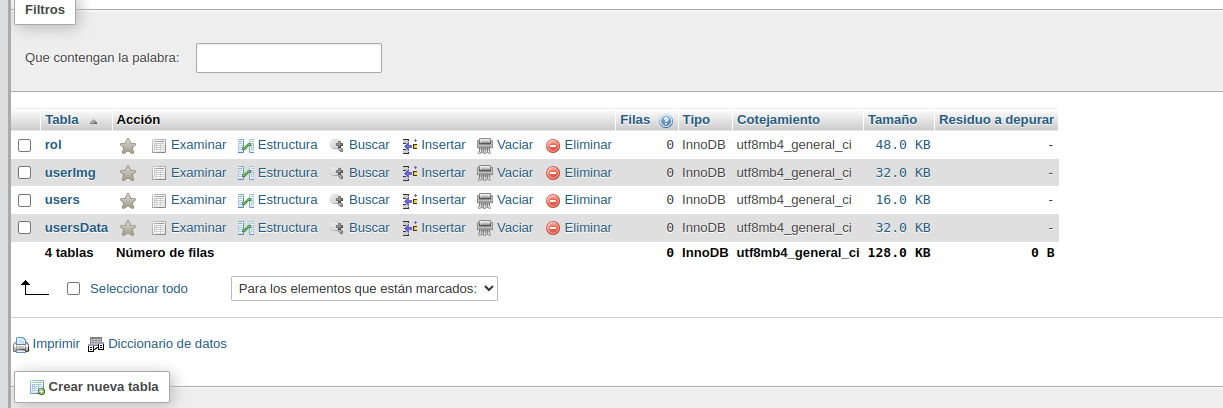 Filtros
Que contengan la palabra:
Tabla Acción Filas Tipo Cotejamiento Tamaño Residuo a depurar
rol Examinar Estructura Buscar Insertar Vaciar Eliminar 0 InnoDB utf8mb4_general_ci 48.0 KB -
userImg Examinar Estructura Buscar Insertar Vaciar Eliminar 0 InnoDB utf8mb4_general_ci 32.0 KB -
users Examinar Estructura Buscar Insertar Vaciar Eliminar 0 InnoDB utf8mb4_general_ci 16.0 KB -
usersData Examinar Estructura Buscar Insertar Vaciar Eliminar 0 InnoDB utf8mb4_general_ci 32.0 KB -
4 tablas Número de filas 0 InnoDB utf8mb4_general_ci 128.0 KB 0 B
Seleccionar todo Para los elementos que están marcados:
Imprimir Diccionario de datos
Crear nueva tabla